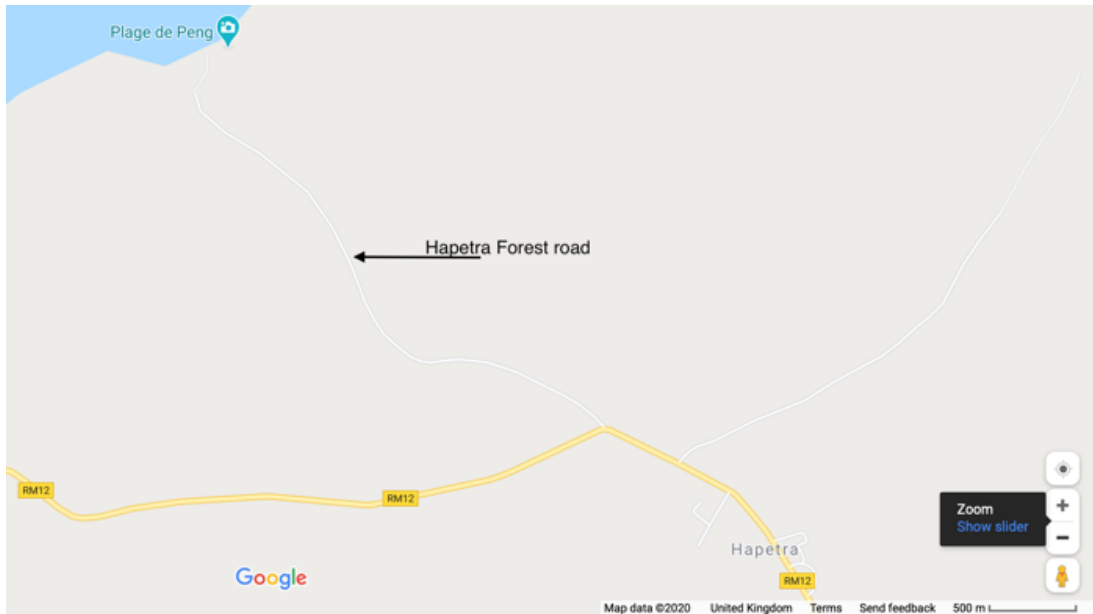 Plage de Peng
Hapetra Forest road
RM12
RM12
Zoom
Show slider
Hapetra
RM12
Google
Map data ©2020 United Kingdom Terms Send feedback 500 m